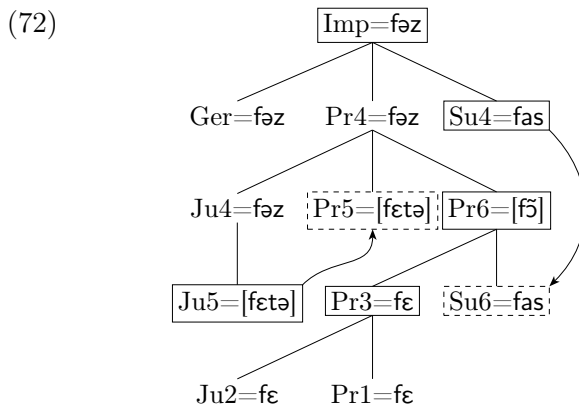 (72)
Imp=fəz
Ger=fəz Pr4=fəz Su4=fas
Ju4=fəz Pr5=[fɛtə] Pr6=[fɔ̃]
Ju5=[fɛtə] Pr3=fɛ Su6=fas
Ju2=fɛ Pr1=fɛ